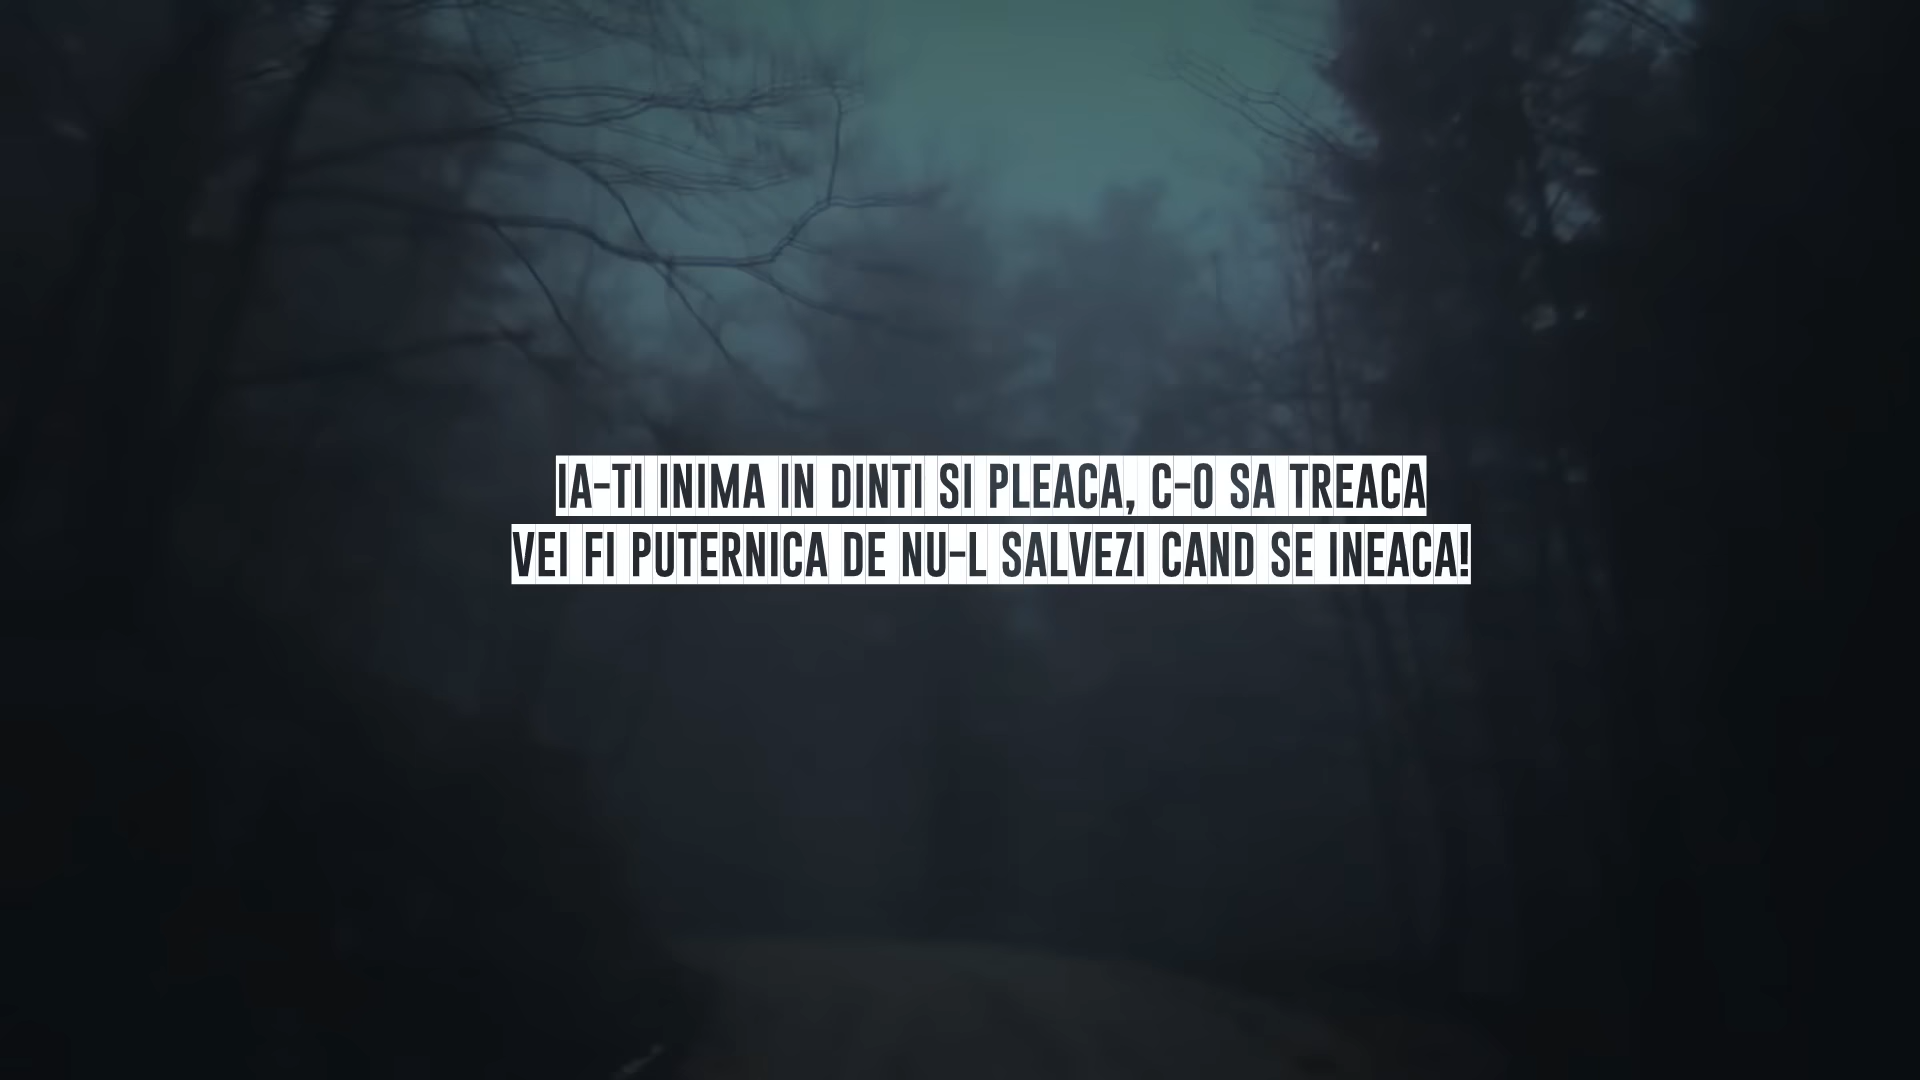 IA-TI INIMA IN DINTI SI PLEACA, C-O SA TREACA
VEI FI PUTERNICA DE NU-L SALVEZI CAND SE INEACA!